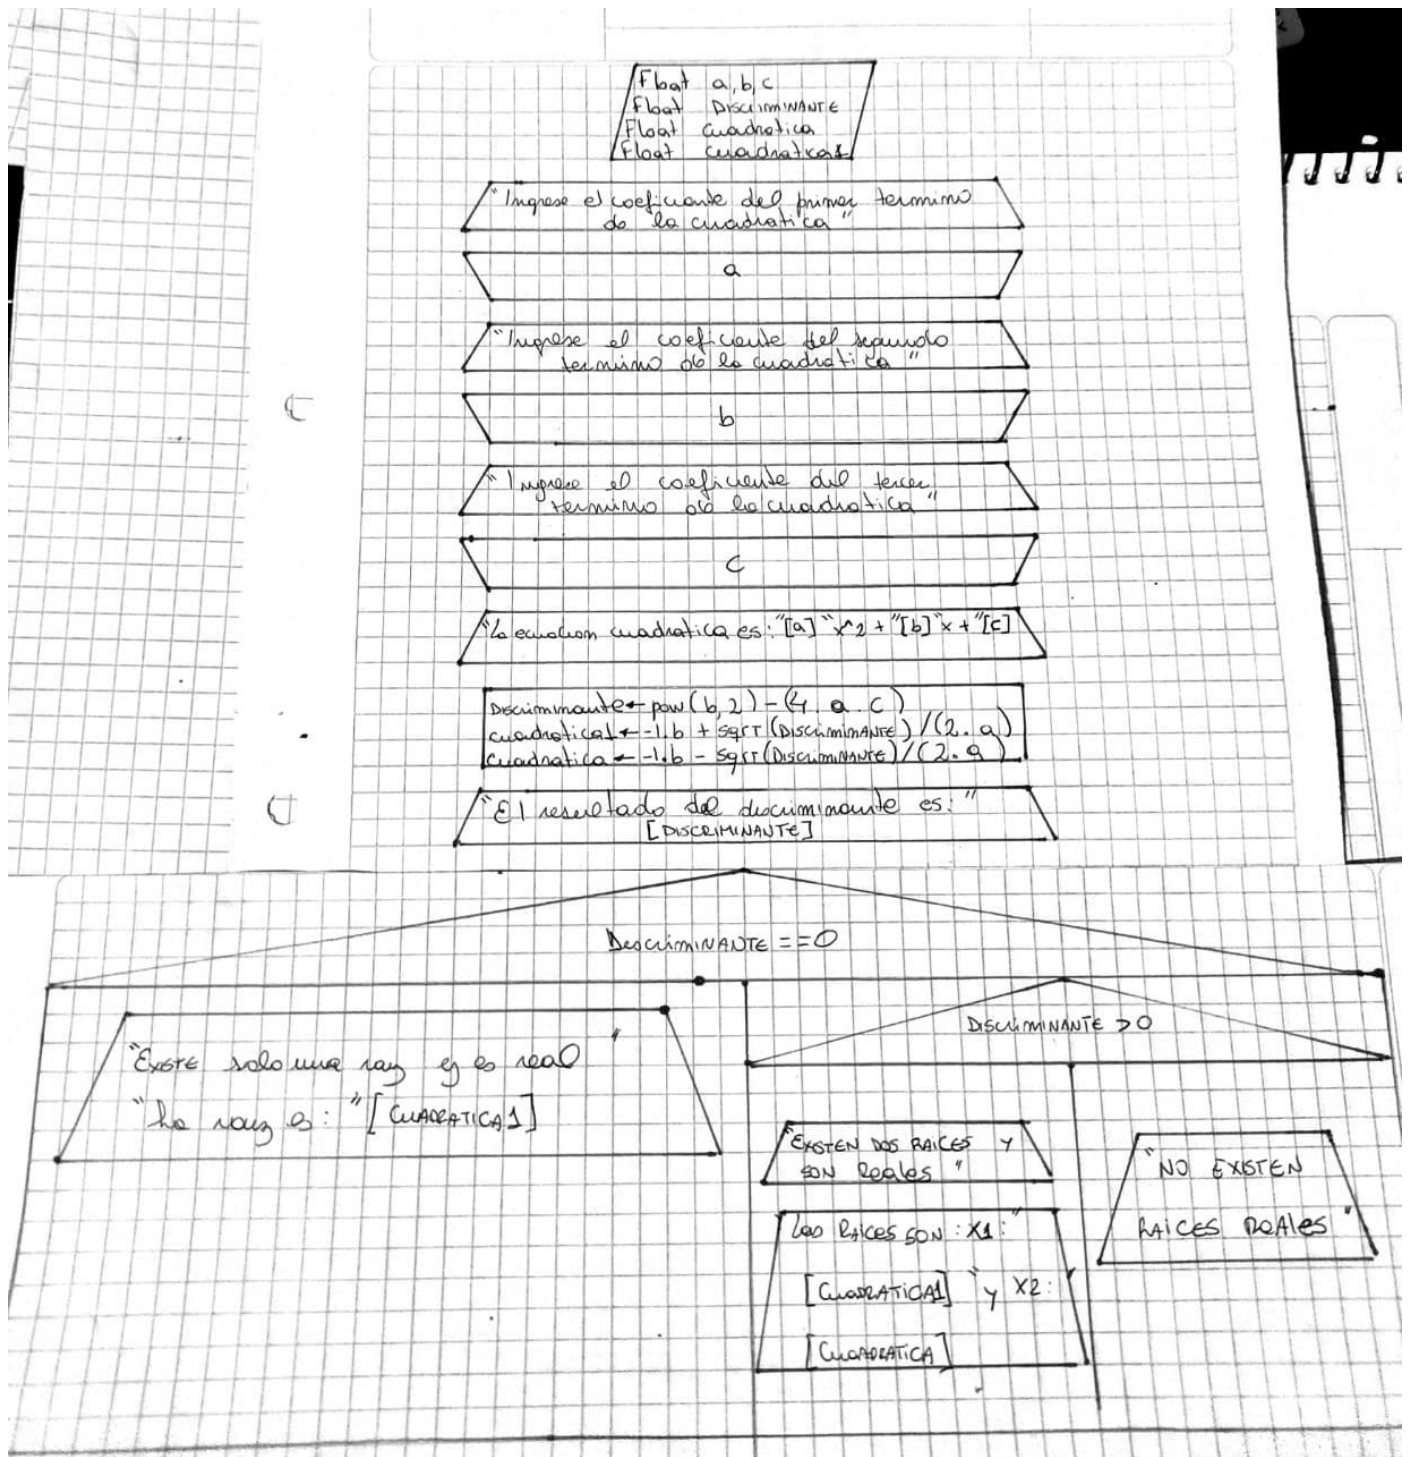 Float a,b,c
Float DISCRIMINANTE
Float cuadratica
Float cuadratica1
"Ingrese el coeficiente del primer termino
de la cuadratica"
a
"Ingrese el coeficiente del segundo
termino de la cuadratica"
b
"Ingrese el coeficiente del tercer
termino de la cuadratica"
c
"La ecuacion cuadratica es:"[a]"x^2+"[b]"x+"[c]
DISCriminante←pow(b,2)-(4.a.c)
cuadratica1←-1.b + sqrt(DISCRIMINANTE)/(2.a)
cuadratica←-1.b - sqrt(DISCRIMINANTE)/(2.a)
"El resultado del discriminante es:"
[DISCRIMINANTE]
DiscriMINANTE ==0
"EXISTE solo una raiz y es real"
"La raiz es:"[CUADRATICA1]
DISCRIMINANTE >0
"EXISTEN DOS RAICES Y
SON Reales"
Las RAICES SON: X1:"
[CUADRATICA1] "y X2:"
[CUADRATICA]
"NO EXISTEN
RAICES REALES"